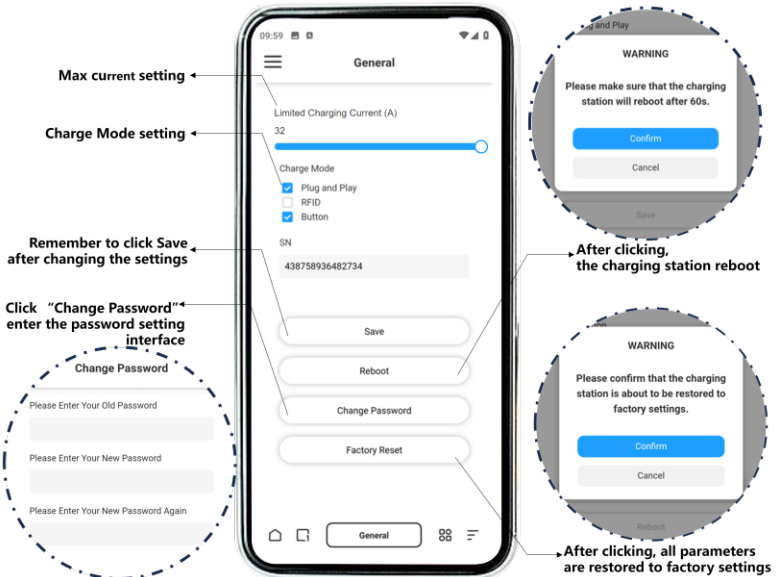 09:59
General
Max current setting
Limited Charging Current (A)
32
Charge Mode setting
Charge Mode
Plug and Play
RFID
Button
Remember to click Save
after changing the settings
SN
438758936482734
Click “Change Password”
enter the password setting
interface
Save
Reboot
Change Password
Factory Reset
General
Change Password
Please Enter Your Old Password
Please Enter Your New Password
Please Enter Your New Password Again
and Play
WARNING
Please make sure that the charging
station will reboot after 60s.
Confirm
Cancel
Save
After clicking,
the charging station reboot
WARNING
Please confirm that the charging
station is about to be restored to
factory settings.
Confirm
Cancel
Reboot
After clicking, all parameters
are restored to factory settings